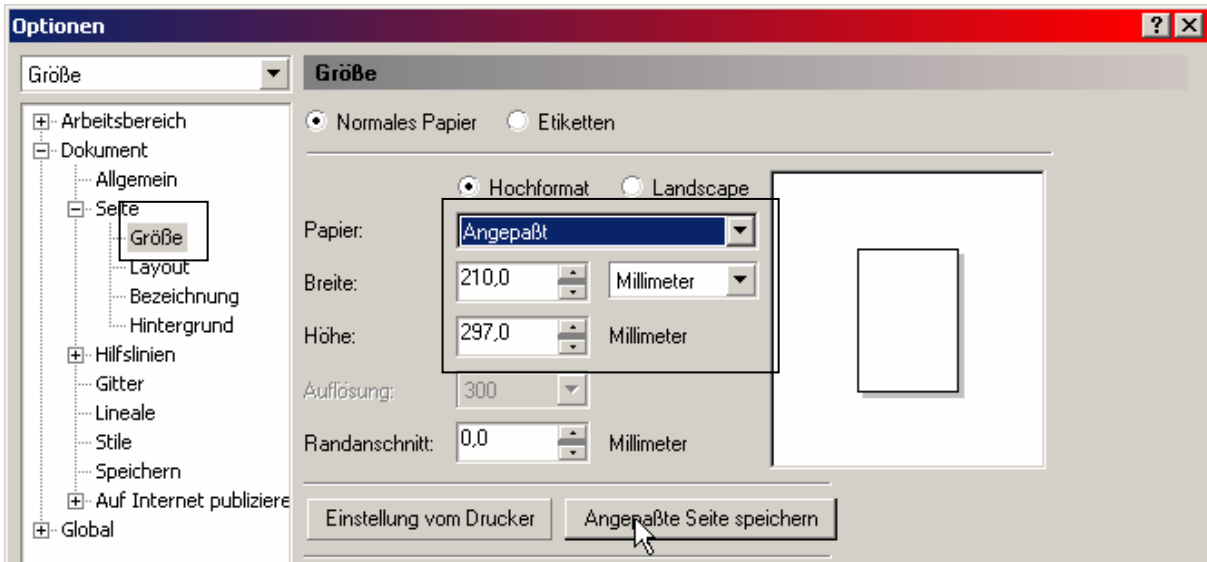 Optionen
Größe
Größe
Arbeitsbereich
Dokument
Allgemein
Seite
Größe
Layout
Bezeichnung
Hintergrund
Hilfslinien
Gitter
Lineale
Stile
Speichern
Auf Internet publiziere
Global
Normales Papier Etiketten
Hochformat Landscape
Papier: Angepaßt
Breite: 210,0 Millimeter
Höhe: 297,0 Millimeter
Auflösung: 300
Randanschnitt: 0,0 Millimeter
Einstellung vom Drucker Angepaßte Seite speichern